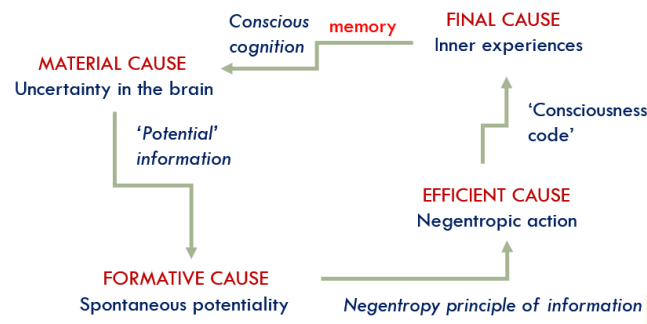 Conscious
cognition
memory
FINAL CAUSE
Inner experiences
MATERIAL CAUSE
Uncertainty in the brain
'Potential'
information
'Consciousness
code'
EFFICIENT CAUSE
Negentropic action
FORMATIVE CAUSE
Spontaneous potentiality
Negentropy principle of information